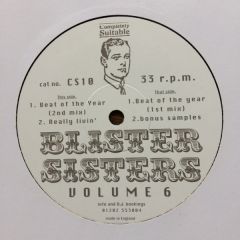 Completely
Suitable
cat no. CS10
33 r.p.m.
This side.
1. Beat of the Year
(2nd mix)
2. Really livin'
That side.
1. Beat of the year
(1st mix)
2. bonus samples
BLISTER
SISTERS
VOLUME 6
info and D.J. bookings
01202 553084
made in England